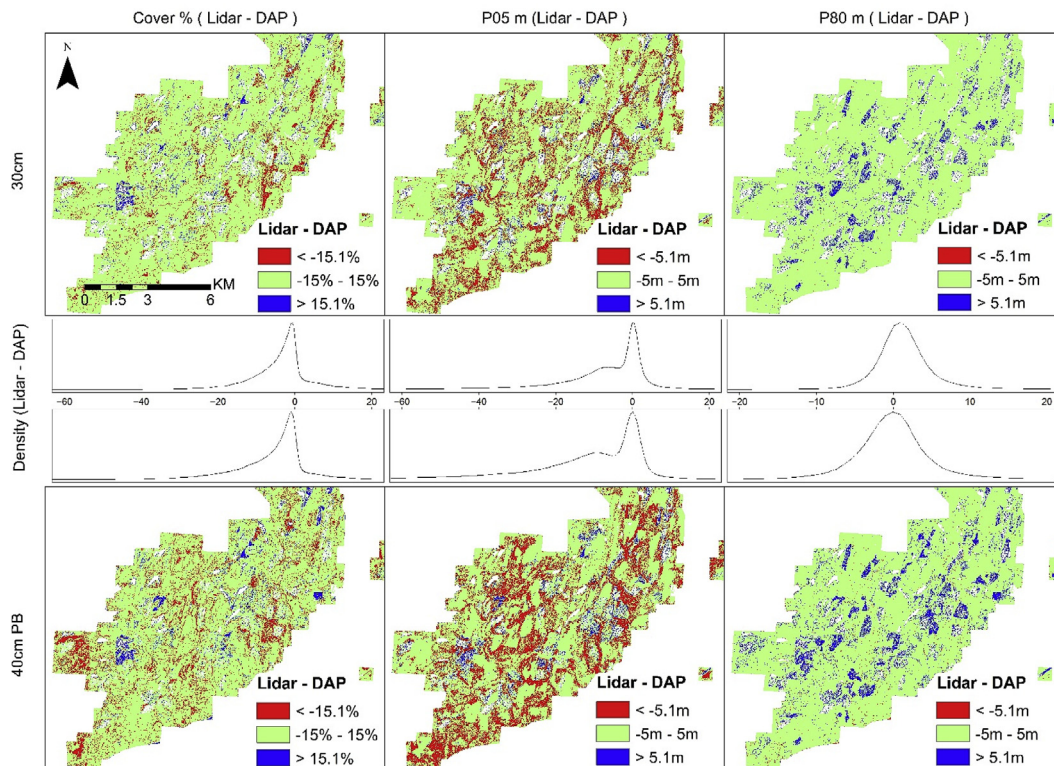 Cover % ( Lidar - DAP )
P05 m (Lidar - DAP )
P80 m ( Lidar - DAP )
30cm
N
Lidar - DAP
< -15.1%
-15% - 15%
> 15.1%
0 1.5 3 6 KM
Lidar - DAP
< -5.1m
-5m - 5m
> 5.1m
Lidar - DAP
< -5.1m
-5m - 5m
> 5.1m
Density (Lidar - DAP)
-60 -40 -20 0 20
-60 -40 -20 0 20
-20 -10 0 10 20
40cm PB
Lidar - DAP
< -15.1%
-15% - 15%
> 15.1%
Lidar - DAP
< -5.1m
-5m - 5m
> 5.1m
Lidar - DAP
< -5.1m
-5m - 5m
> 5.1m